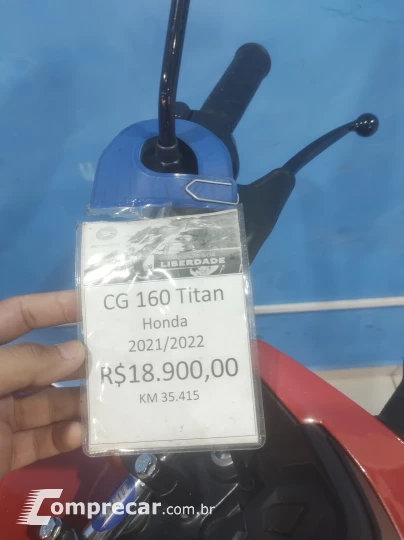 LIBERDADE
CG 160 Titan
Honda
2021/2022
R$18.900,00
KM 35.415
Comprecar.com.br